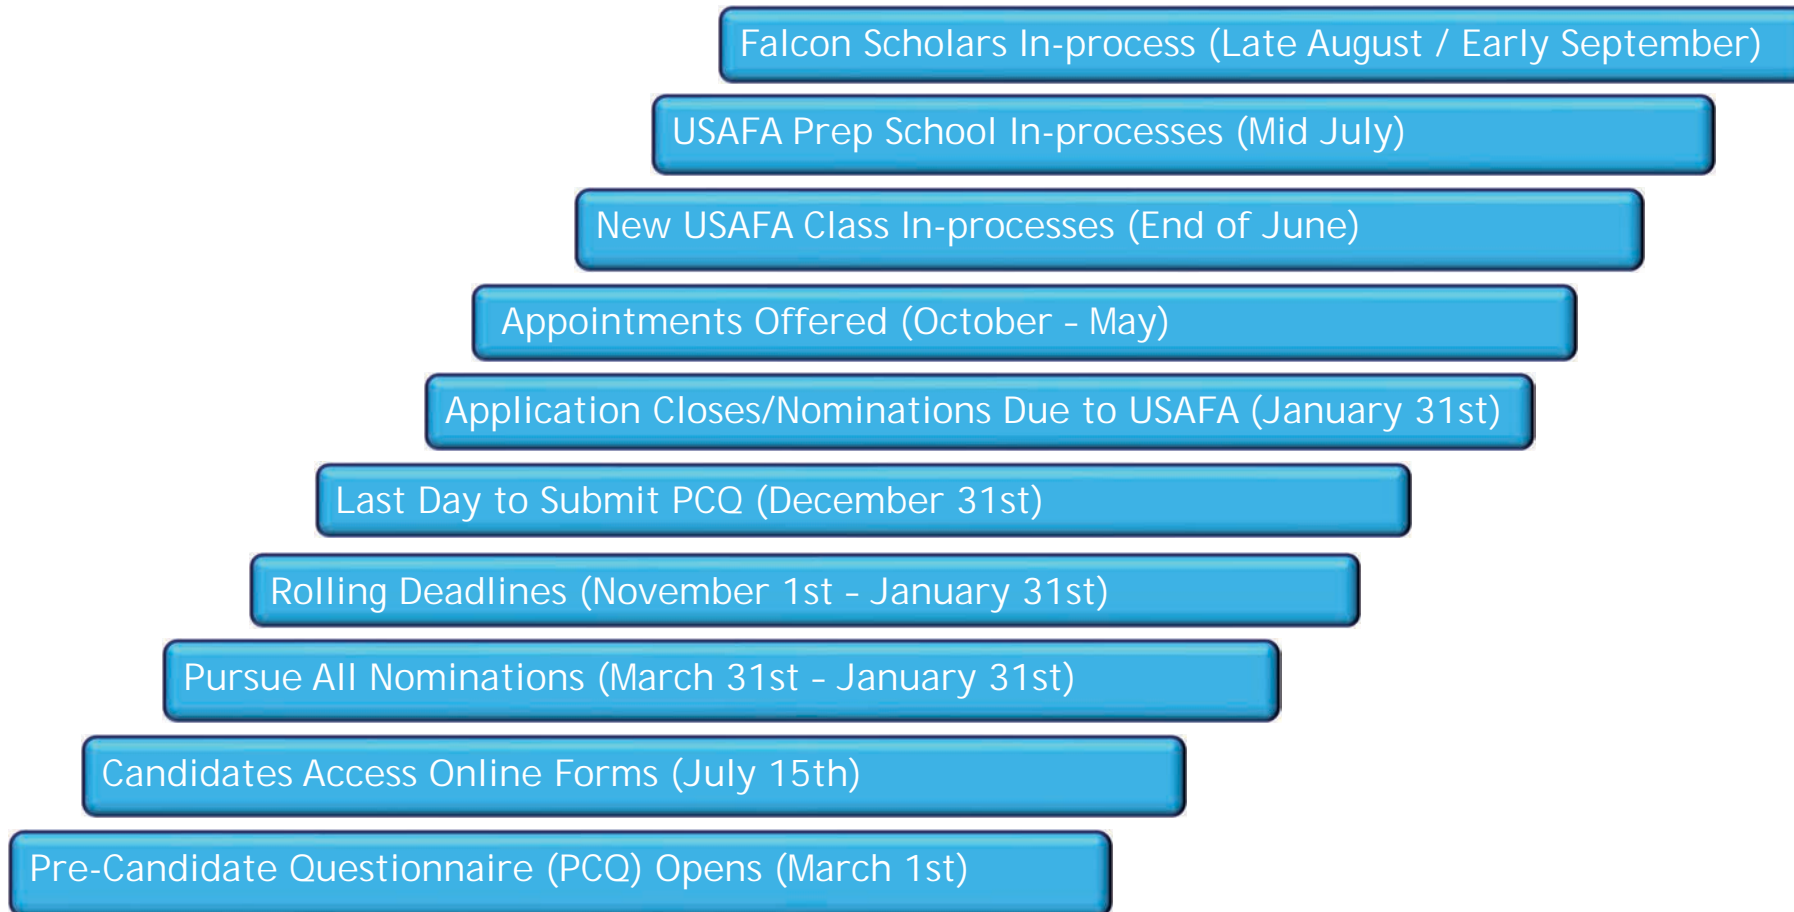 Falcon Scholars In-process (Late August / Early September)
USAFA Prep School In-processes (Mid July)
New USAFA Class In-processes (End of June)
Appointments Offered (October – May)
Application Closes/Nominations Due to USAFA (January 31st)
Last Day to Submit PCQ (December 31st)
Rolling Deadlines (November 1st – January 31st)
Pursue All Nominations (March 31st – January 31st)
Candidates Access Online Forms (July 15th)
Pre-Candidate Questionnaire (PCQ) Opens (March 1st)